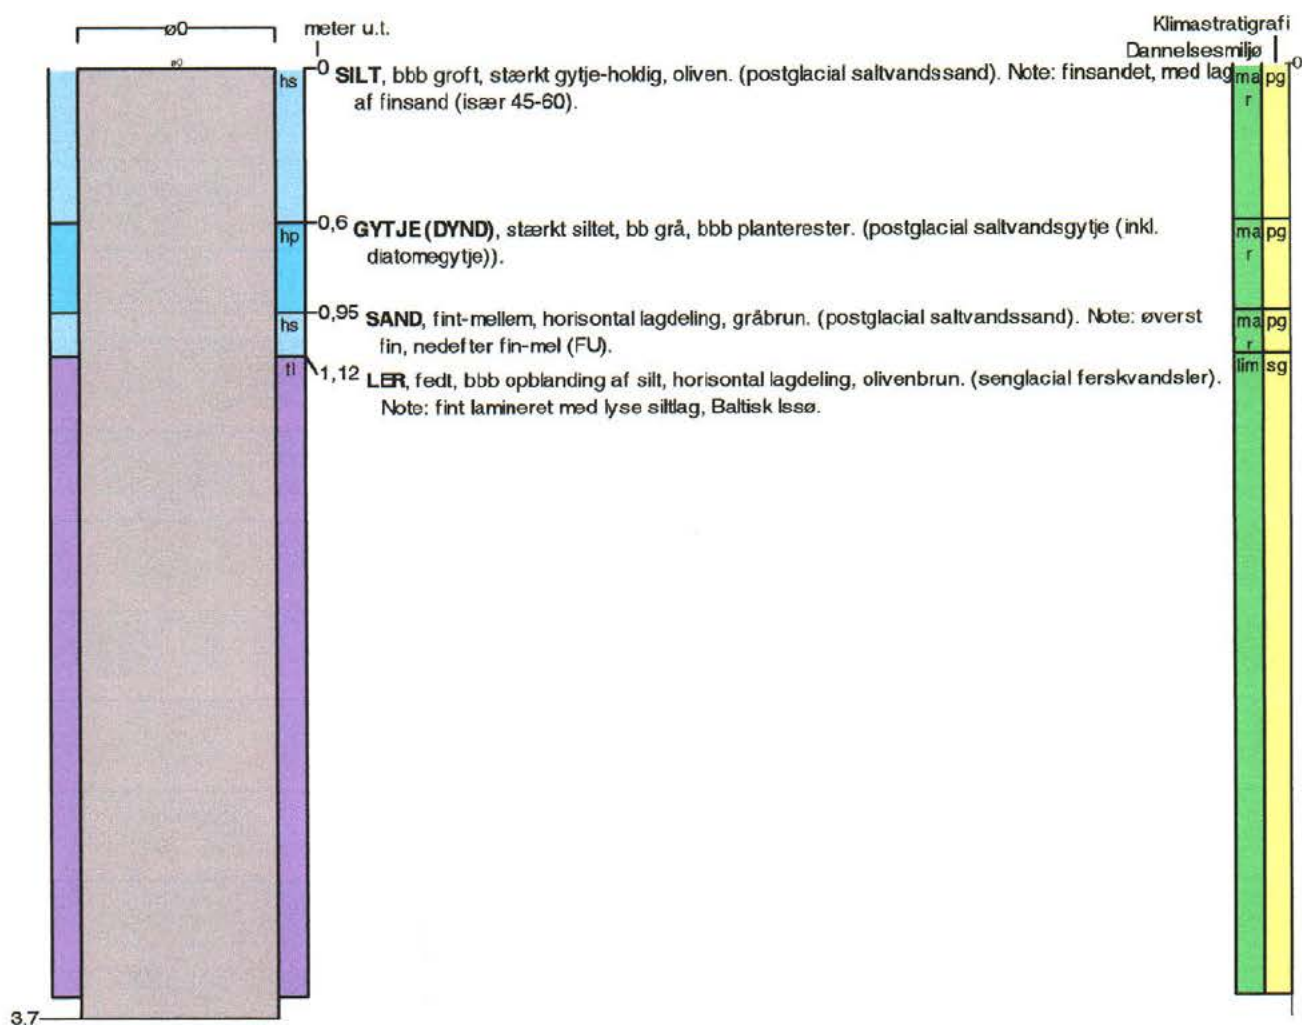 ø0
meter u.t.
Klimastratigrafi
Dannelsesmiljø
ø0
0
0
hs
SILT, bbb groft, stærkt gytje-holdig, oliven. (postglacial saltvandssand). Note: finsandet, med lag
af finsand (især 45-60).
ma
r
pg
0,6
hp
GYTJE (DYND), stærkt siltet, bb grå, bbb planterester. (postglacial saltvandsgytje (inkl.
diatomegytje)).
ma
r
pg
0,95
hs
SAND, fint-mellem, horisontal lagdeling, gråbrun. (postglacial saltvandssand). Note: øverst
fin, nedefter fin-mel (FU).
ma
r
pg
1,12
tl
LER, fedt, bbb opblanding af silt, horisontal lagdeling, olivenbrun. (senglacial ferskvandsler).
Note: fint lamineret med lyse siltlag, Baltisk Issø.
lim
sg
3.7